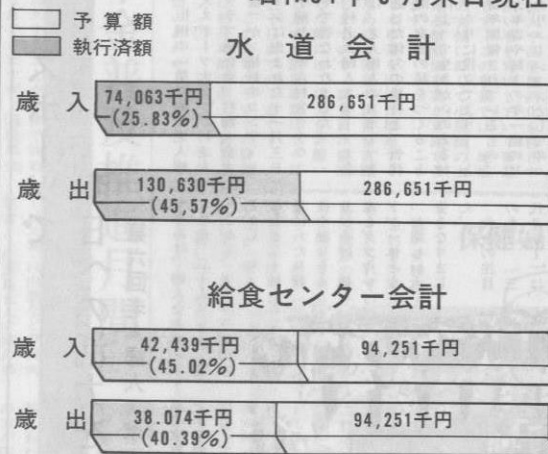 予算額
執行済額
水道会計
歳入 74,063千円 286,651千円
(25.83%)
歳出 130,630千円 286,651千円
(45,57%)
給食センター会計
歳入 42,439千円 94,251千円
(45.02%)
歳出 38.074千円 94,251千円
(40.39%)